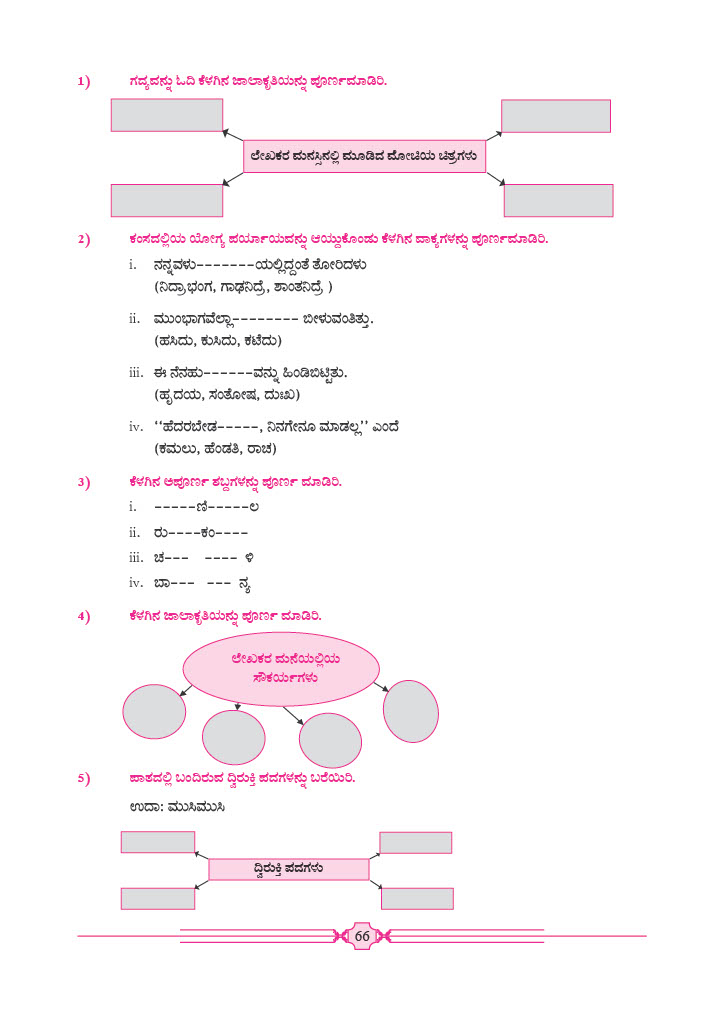 1) ಗದ್ಯವನ್ನು ಓದಿ ಕೆಳಗಿನ ಜಾಲಾಕೃತಿಯನ್ನು ಪೂರ್ಣಮಾಡಿರಿ.
ಲೇಖಕರ ಮನಸ್ಸಿನಲ್ಲಿ ಮೂಡಿದ ಮೋಚಿಯ ಚಿತ್ರಗಳು
2) ಕಂಸದಲ್ಲಿಯ ಯೋಗ್ಯ ಪರ್ಯಾಯವನ್ನು ಆಯ್ದುಕೊಂಡು ಕೆಳಗಿನ ವಾಕ್ಯಗಳನ್ನು ಪೂರ್ಣಮಾಡಿರಿ.
i. ನನ್ನವಳು-------ಯಲ್ಲಿದ್ದಂತೆ ತೋರಿದಳು
(ನಿದ್ರಾಭಂಗ, ಗಾಢನಿದ್ರೆ, ಶಾಂತನಿದ್ರೆ )
ii. ಮುಂಭಾಗವೆಲ್ಲಾ-------- ಬೀಳುವಂತಿತ್ತು.
(ಹಸಿದು, ಕುಸಿದು, ಕಟೆದು)
iii. ಈ ನೆನಹು------ವನ್ನು ಹಿಂಡಿಬಿಟ್ಟಿತು.
(ಹೃದಯ, ಸಂತೋಷ, ದುಃಖ)
iv. ‘‘ಹೆದರಬೇಡ-----, ನಿನಗೇನೂ ಮಾಡಲ್ಲ’’ ಎಂದೆ
(ಕಮಲು, ಹೆಂಡತಿ, ರಾಚ)
3) ಕೆಳಗಿನ ಅಪೂರ್ಣ ಶಬ್ದಗಳನ್ನು ಪೂರ್ಣ ಮಾಡಿರಿ.
i. -----ಣಿ-----ಲ
ii. ರು----ಕಂ----
iii. ಚ--- ---- ಳಿ
iv. ಬಾ--- --- ನ್ಯ
4) ಕೆಳಗಿನ ಜಾಲಾಕೃತಿಯನ್ನು ಪೂರ್ಣ ಮಾಡಿರಿ.
ಲೇಖಕರ ಮನೆಯಲ್ಲಿಯ
ಸೌಕರ್ಯಗಳು
5) ಪಾಠದಲ್ಲಿ ಬಂದಿರುವ ದ್ವಿರುಕ್ತಿ ಪದಗಳನ್ನು ಬರೆಯಿರಿ.
ಉದಾ: ಮುಸಿಮುಸಿ
ದ್ವಿರುಕ್ತಿ ಪದಗಳು
66